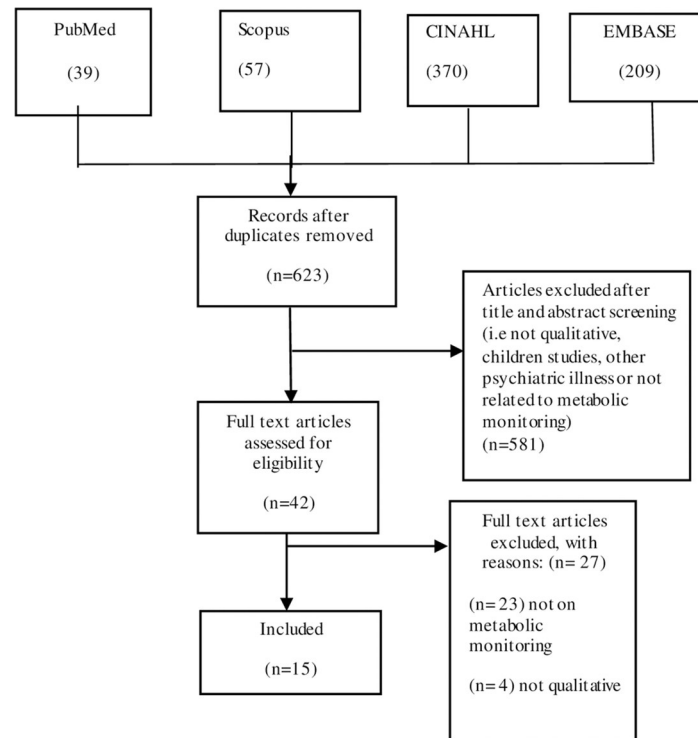 PubMed
(39)
Scopus
(57)
CINAHL
(370)
EMBASE
(209)
Records after
duplicates removed
(n=623)
Articles excluded after
title and abstract screening
(i.e not qualitative,
children studies, other
psychiatric illness or not
related to metabolic
monitoring)
(n=581)
Full text articles
assessed for
eligibility
(n=42)
Full text articles
excluded, with
reasons: (n= 27)
(n= 23) not on
metabolic
monitoring
(n= 4) not qualitative
Included
(n=15)